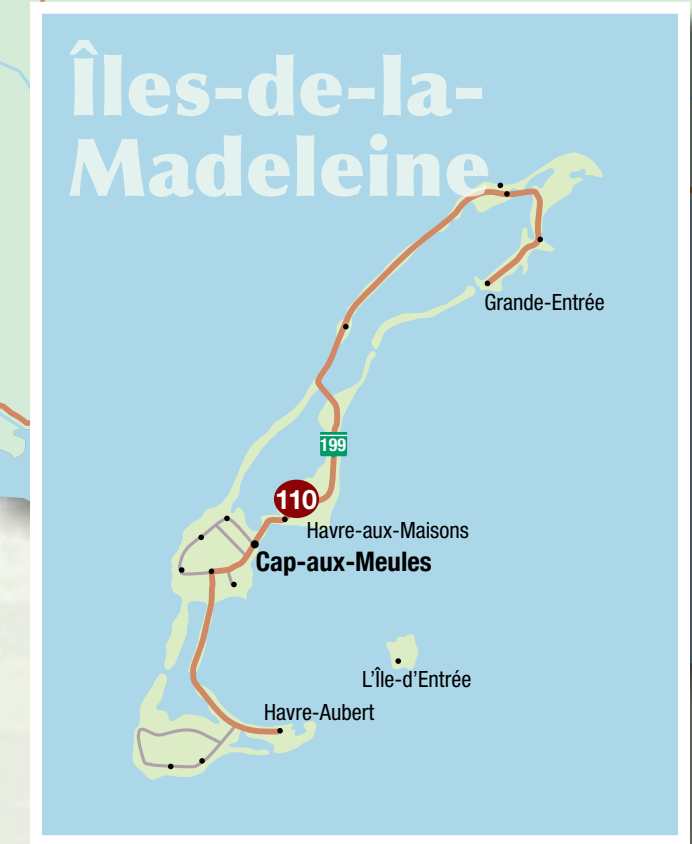 Îles-de-la-
Madeleine
Grande-Entrée
199
110
Havre-aux-Maisons
Cap-aux-Meules
L'Île-d'Entrée
Havre-Aubert